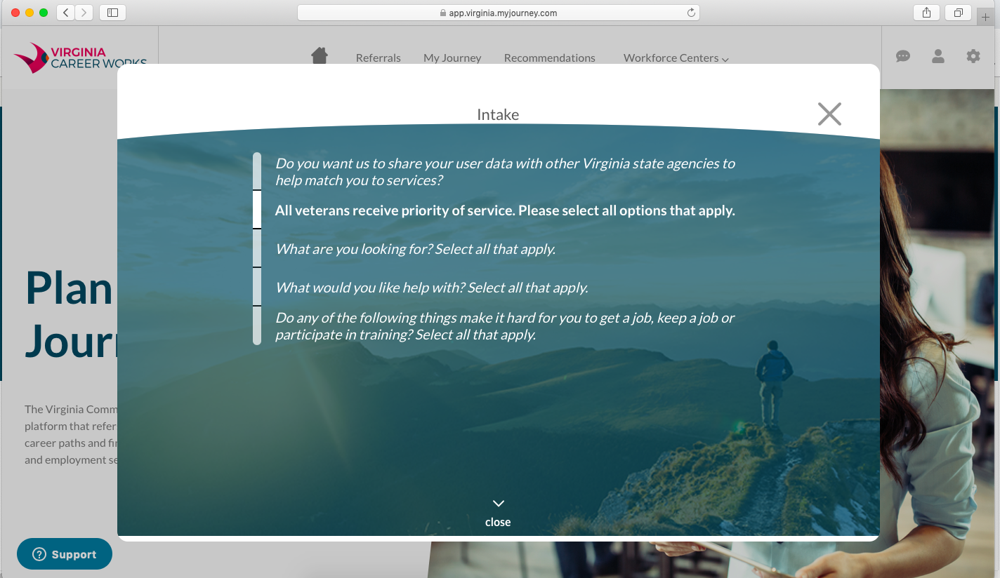 app.virginia.myjourney.com
VIRGINIA
CAREER WORKS
Referrals My Journey Recommendations Workforce Centers
Intake
Do you want us to share your user data with other Virginia state agencies to
help match you to services?
All veterans receive priority of service. Please select all options that apply.
What are you looking for? Select all that apply.
What would you like help with? Select all that apply.
Do any of the following things make it hard for you to get a job, keep a job or
participate in training? Select all that apply.
close
Plan
Jour
The Virginia Comm
platform that refer
career paths and fi
and employment se
Support